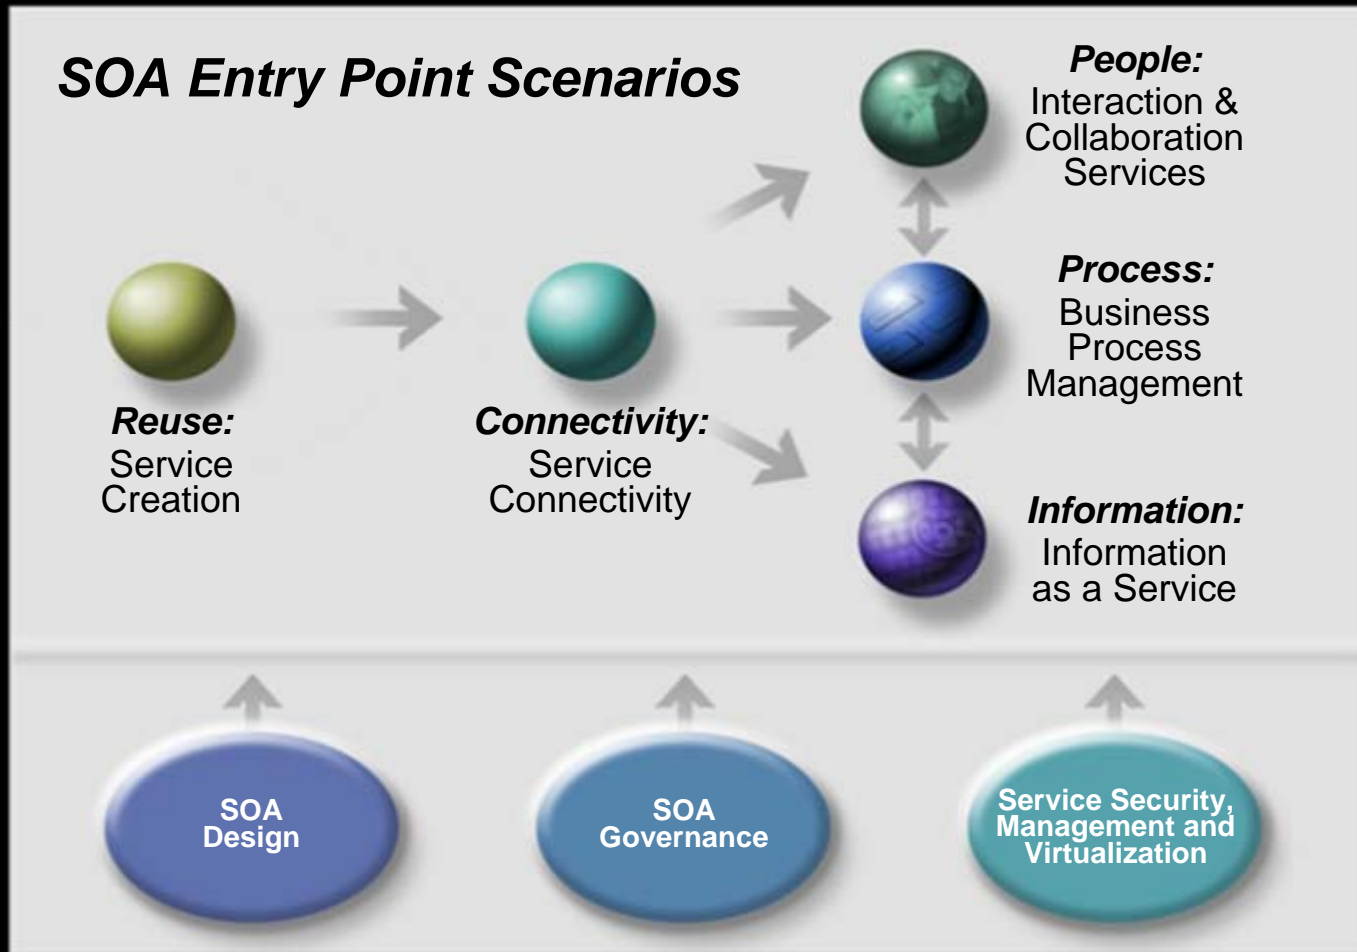 SOA Entry Point Scenarios
People:
Interaction &
Collaboration
Services
Process:
Business
Process
Management
Reuse:
Service
Creation
Connectivity:
Service
Connectivity
Information:
Information
as a Service
SOA
Design
SOA
Governance
Service Security,
Management and
Virtualization